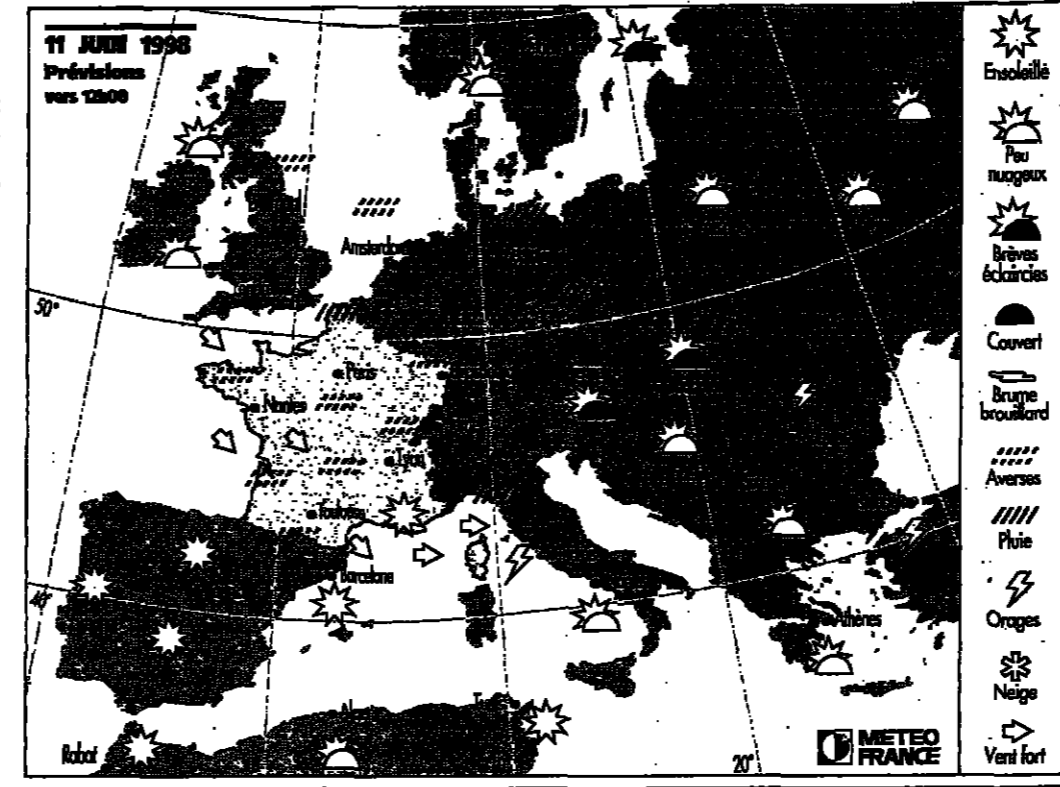 11 JUIN 1998
Prévisions
vers 12h00
Amsterdam
50°
Paris
Nantes
Lyon
Toulouse
Barcelone
40°
Athènes
Rabat
20°
METEO
FRANCE
Ensoleillé
Peu
nuageux
Brèves
éclaircies
Couvert
Brume
brouillard
Averses
Pluie
Orages
Neige
Vent fort